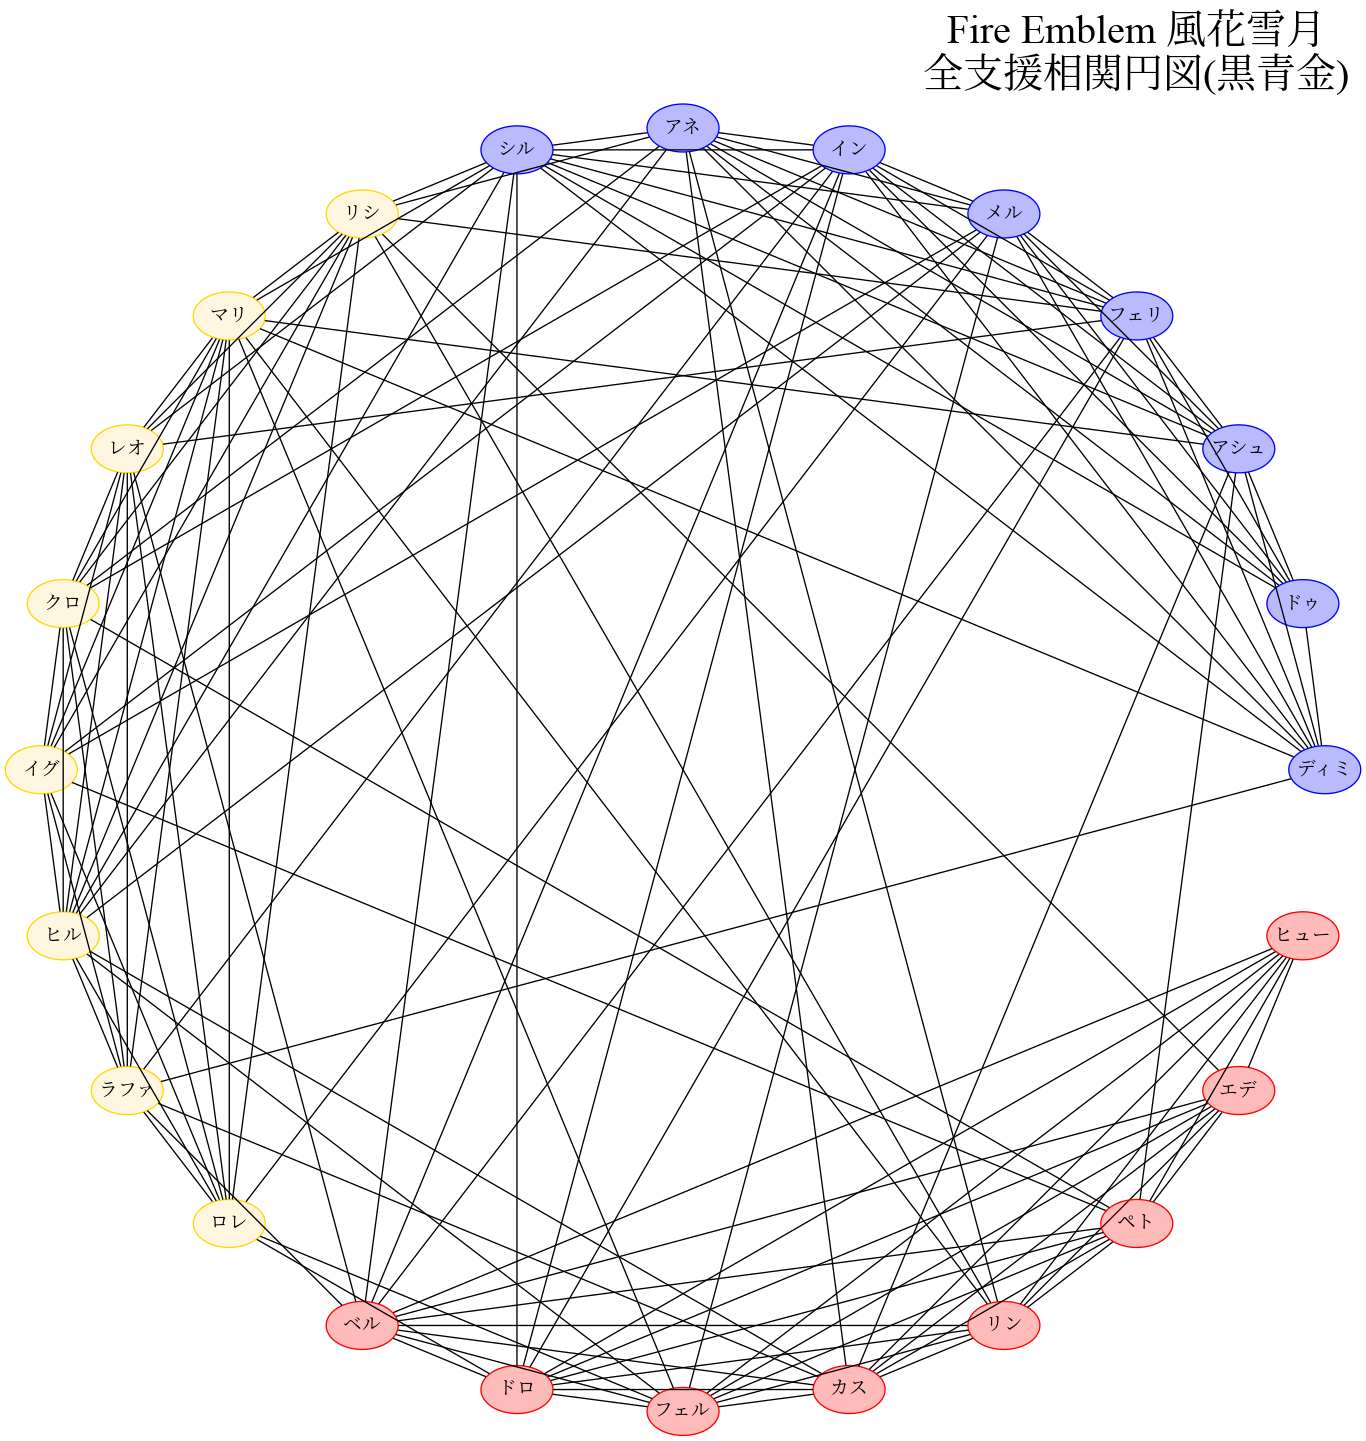 Fire Emblem 風花雪月
全支援相関円図(黒青金)
アネ
シル
イン
リシ
メル
マリ
フェリ
レオ
アシュ
クロ
ドゥ
イグ
ディミ
ヒル
ヒュー
ラファ
エデ
ロレ
ペト
ベル
リン
ドロ
カス
フェル